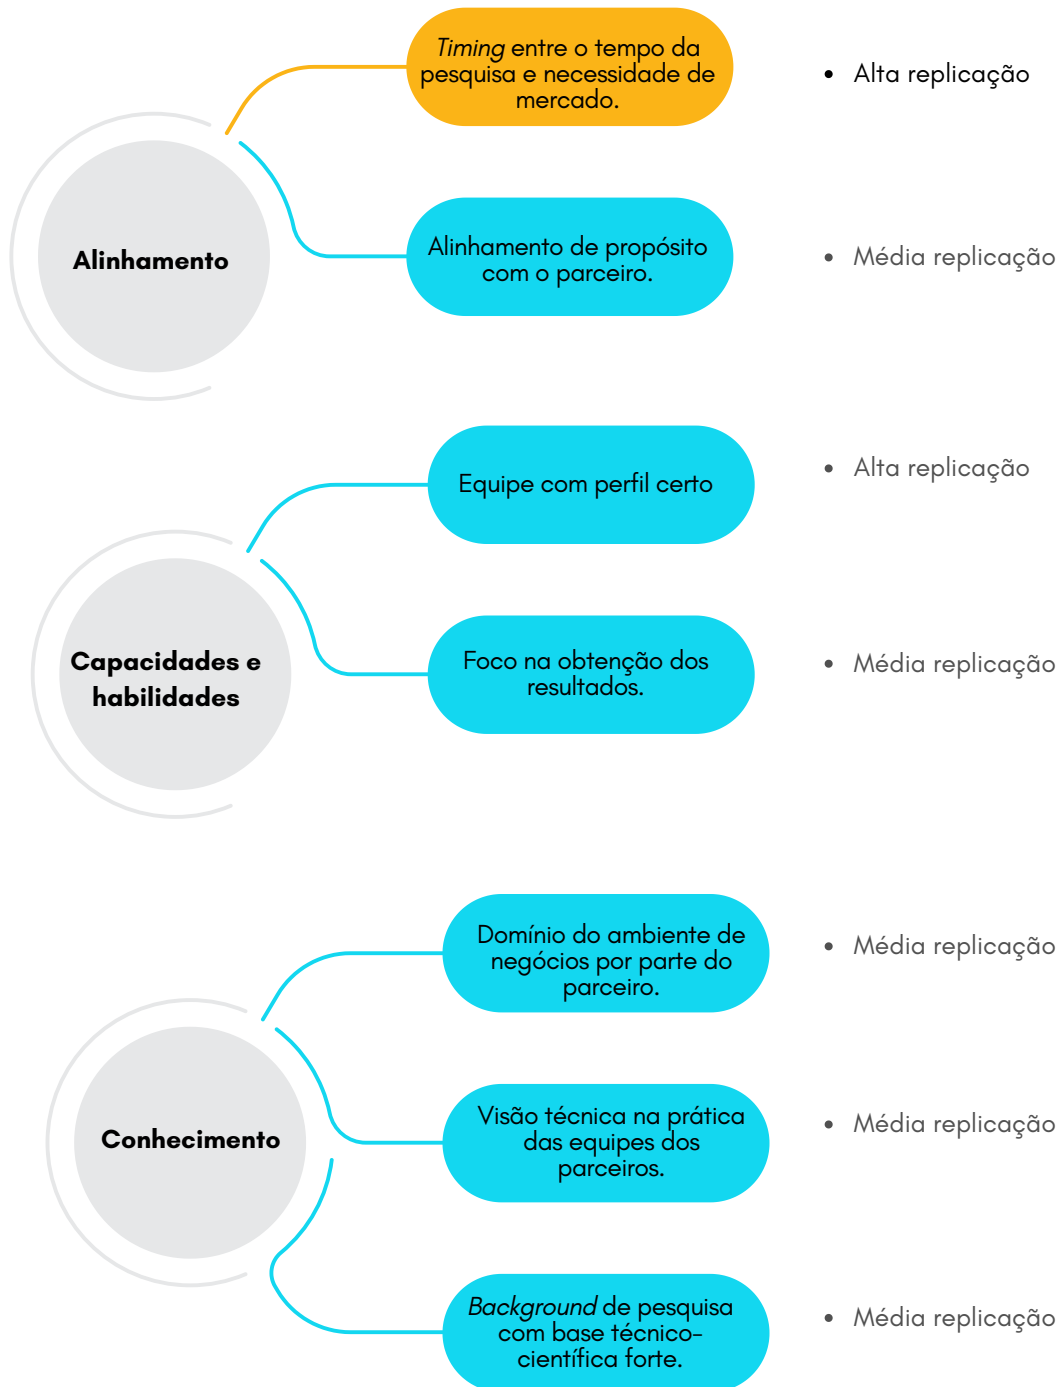 Timing entre o tempo da
pesquisa e necessidade de
mercado.
• Alta replicação
Alinhamento
Alinhamento de propósito
com o parceiro.
• Média replicação
Equipe com perfil certo
• Alta replicação
Capacidades e
habilidades
Foco na obtenção dos
resultados.
• Média replicação
Domínio do ambiente de
negócios por parte do
parceiro.
• Média replicação
Conhecimento
Visão técnica na prática
das equipes dos
parceiros.
• Média replicação
Background de pesquisa
com base técnico-
científica forte.
• Média replicação